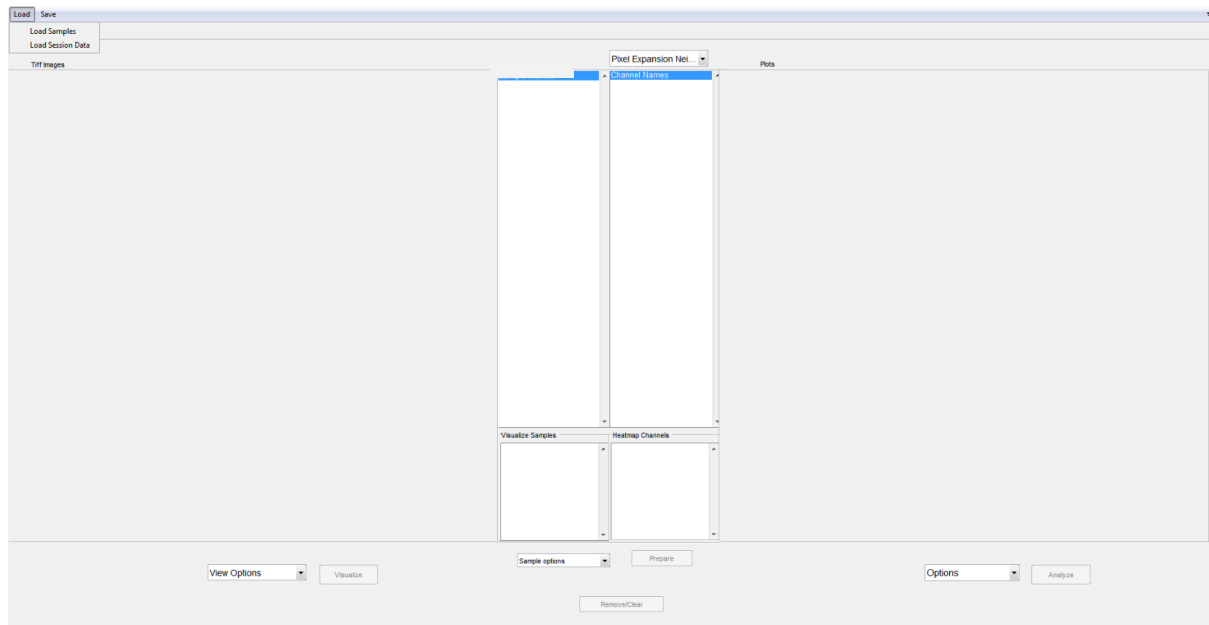 Load Save
Load Samples
Load Session Data
Tiff Images
Pixel Expansion Nei...
Plots
Channel Names
Visualize Samples
Heatmap Channels
Sample options
Prepare
View Options
Visualize
Options
Analyze
Remove/Clear